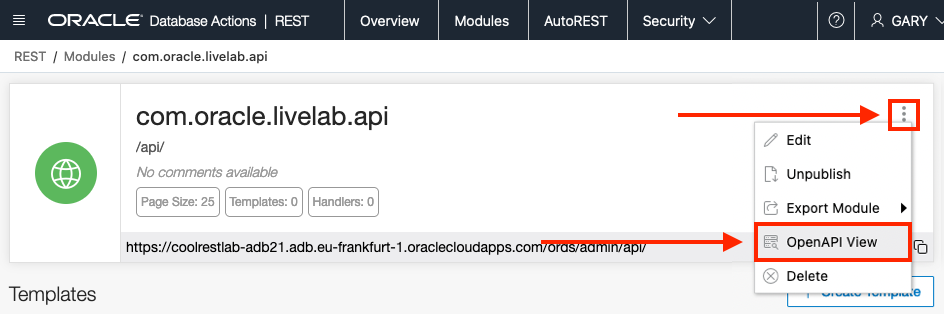 ORACLE Database Actions | REST Overview Modules AutoREST Security GARY
REST / Modules / com.oracle.livelab.api
com.oracle.livelab.api
/api/
No comments available
Page Size: 25 Templates: 0 Handlers: 0
https://coolrestlab-adb21.adb.eu-frankfurt-1.oraclecloudapps.com/ords/admin/api/
Edit
Unpublish
Export Module
OpenAPI View
Delete
Templates
Create Template